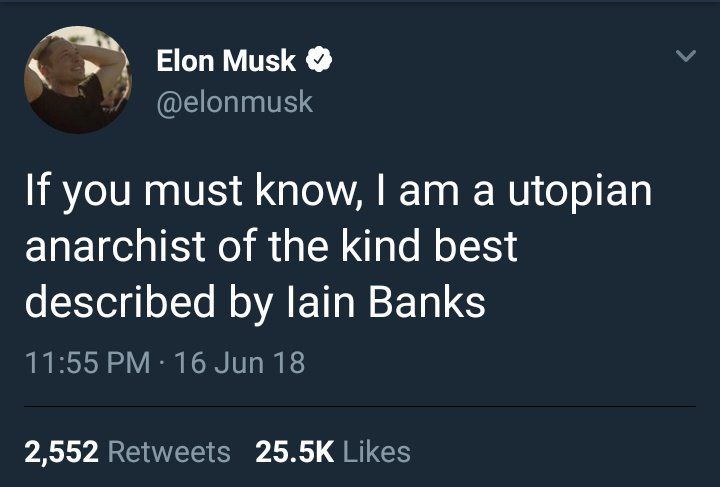 Elon Musk
@elonmusk
If you must know, I am a utopian
anarchist of the kind best
described by Iain Banks
11:55 PM · 16 Jun 18
2,552 Retweets 25.5K Likes